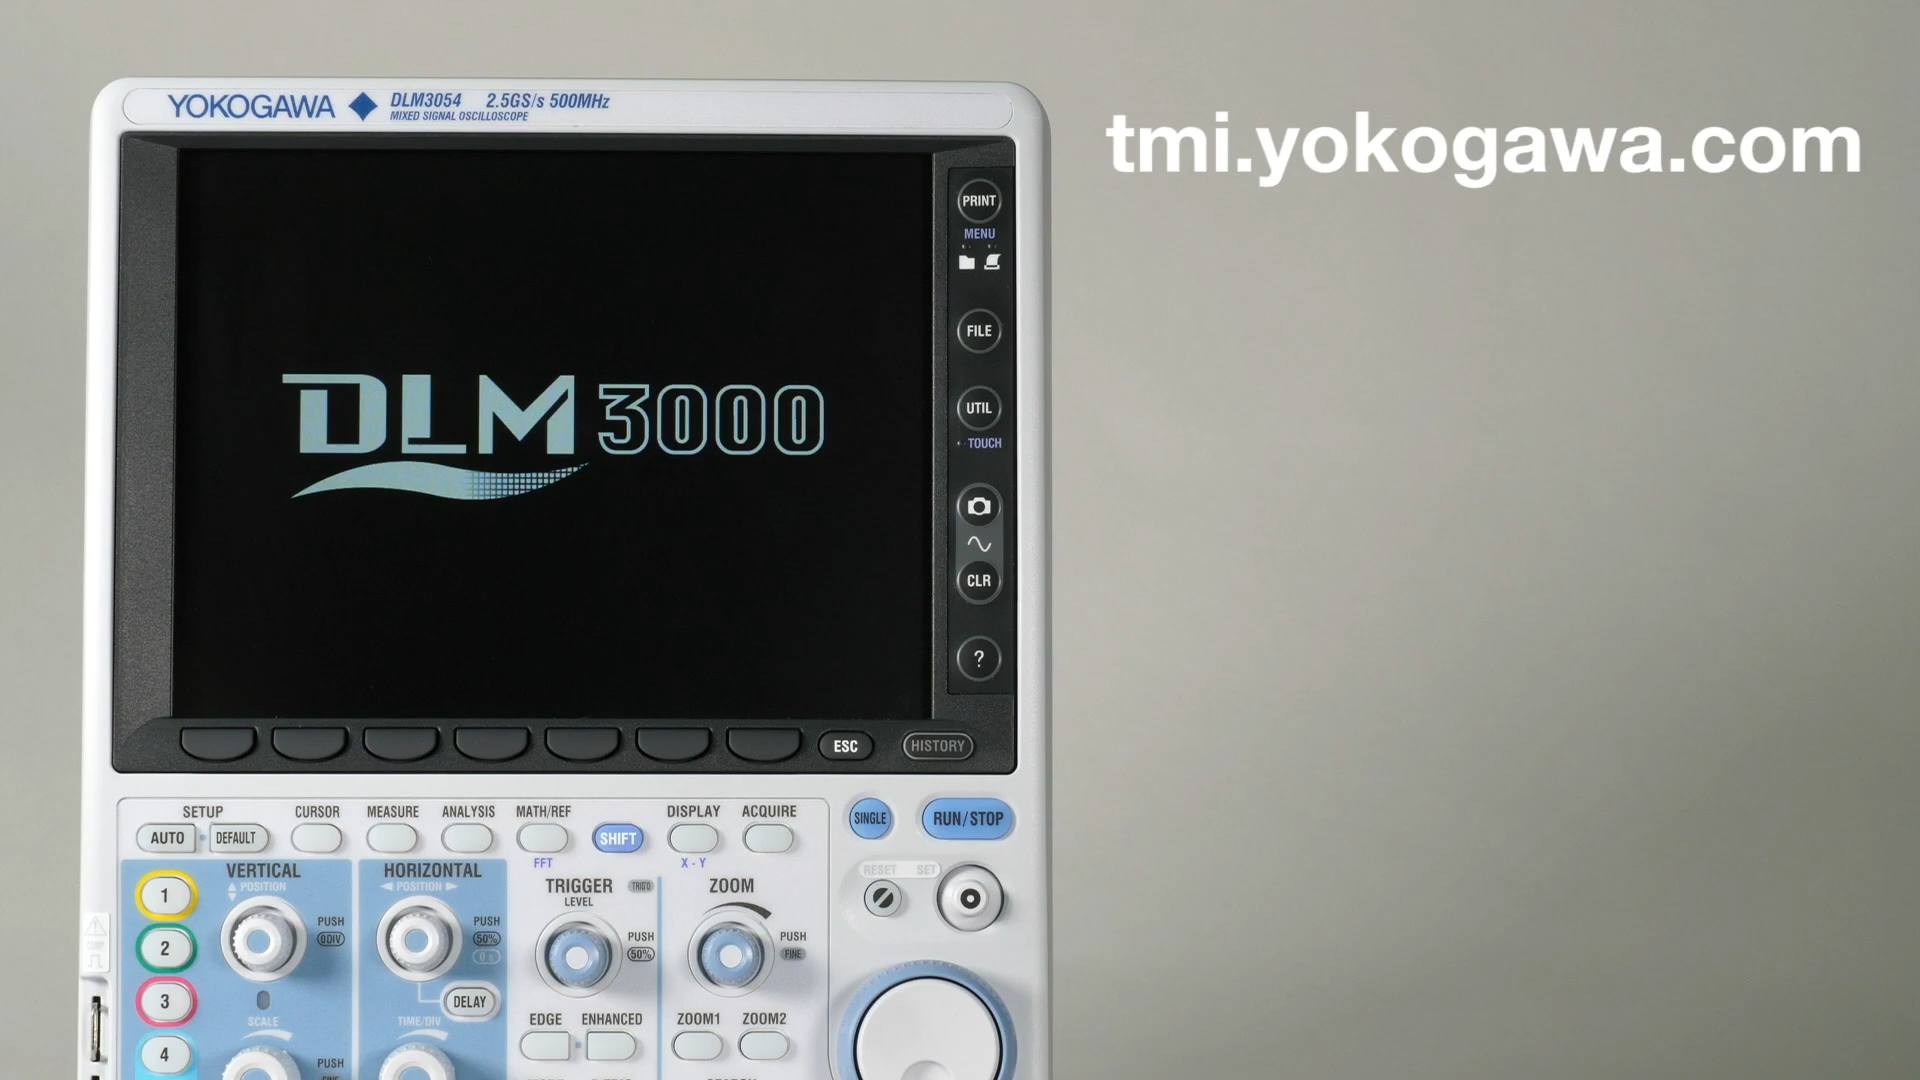 YOKOGAWA ◆ DLM3054 2.5GS/s 500MHz
MIXED SIGNAL OSCILLOSCOPE
tmi.yokogawa.com
PRINT
MENU
FILE
UTIL
TOUCH
CLR
?
DLM 3000
ESC HISTORY
SETUP CURSOR MEASURE ANALYSIS MATH/REF DISPLAY ACQUIRE
AUTO DEFAULT SHIFT SINGLE RUN/STOP
FFT X - Y
VERTICAL HORIZONTAL
POSITION POSITION
RESET SET
TRIGGER TRIG'D ZOOM
LEVEL
1
PUSH PUSH
0DIV 50%
0 s
PUSH PUSH
50% FINE
2
3
DELAY
SCALE TIME/DIV
EDGE ENHANCED ZOOM1 ZOOM2
4
PUSH PUSH